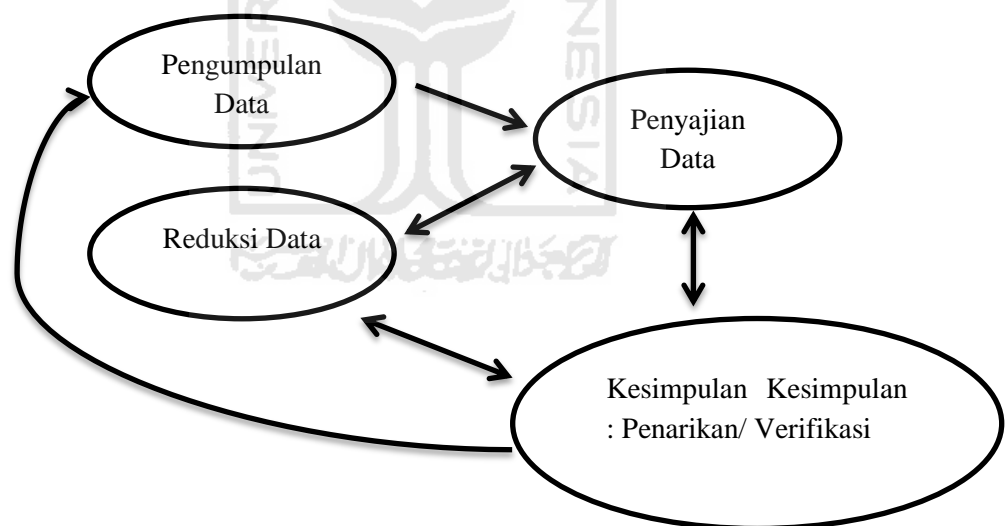 Pengumpulan
Data
Penyajian
Data
Reduksi Data
Kesimpulan Kesimpulan
: Penarikan/ Verifikasi